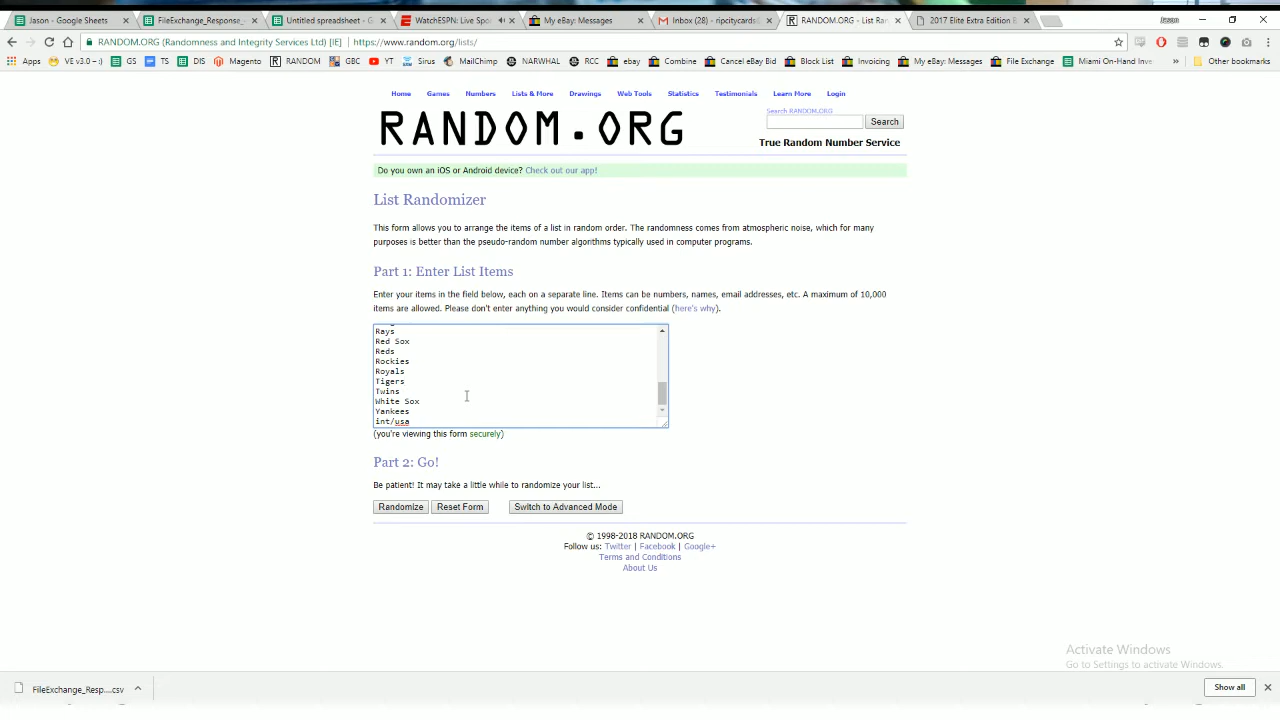 Jason - Google Sheets
FileExchange_Response_
Untitled spreadsheet - G
WatchESPN: Live Spo
My eBay: Messages
Inbox (28) - ripcitycards
RANDOM.ORG - List Ran
2017 Elite Extra Edition E
RANDOM.ORG (Randomness and Integrity Services Ltd) [IE] https://www.random.org/lists/
Apps VE v3.0 GS TS DIS Magento RANDOM GBC YT Sirus MailChimp NARWHAL RCC ebay Combine Cancel eBay Bid Block List Invoicing My eBay: Messages File Exchange Miami On-Hand Inve » Other bookmarks
Home Games Numbers Lists & More Drawings Web Tools Statistics Testimonials Learn More Login
Search RANDOM.ORG
RANDOM.ORG
Search
True Random Number Service
Do you own an iOS or Android device? Check out our app!
List Randomizer
This form allows you to arrange the items of a list in random order. The randomness comes from atmospheric noise, which for many
purposes is better than the pseudo-random number algorithms typically used in computer programs.
Part 1: Enter List Items
Enter your items in the field below, each on a separate line. Items can be numbers, names, email addresses, etc. A maximum of 10,000
items are allowed. Please don't enter anything you would consider confidential (here's why).
Rays
Red Sox
Reds
Rockies
Royals
Tigers
Twins
White Sox
Yankees
int/usa
(you're viewing this form securely)
Part 2: Go!
Be patient! It may take a little while to randomize your list...
Randomize Reset Form Switch to Advanced Mode
© 1998-2018 RANDOM.ORG
Follow us: Twitter | Facebook | Google+
Terms and Conditions
About Us
Activate Windows
Go to Settings to activate Windows.
FileExchange_Resp....csv
Show all